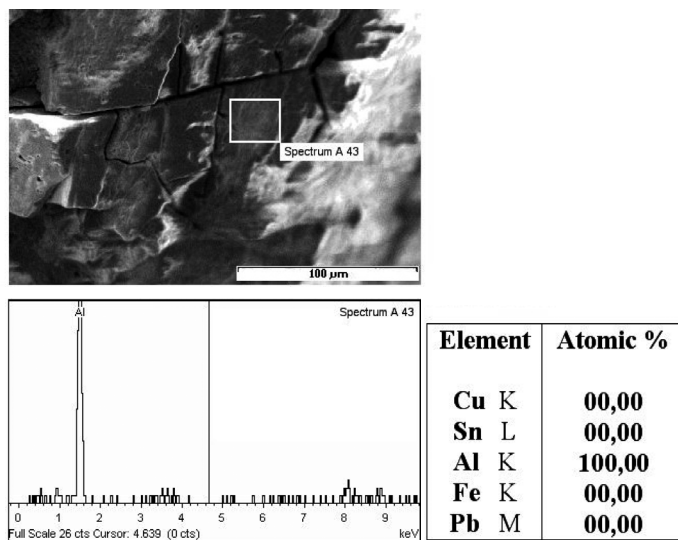 Spectrum A 43
100 µm
Al
Spectrum A 43
0 1 2 3 4 5 6 7 8 9
Full Scale 26 cts Cursor: 4.639 (0 cts)
keV
Element Atomic %
Cu K 00,00
Sn L 00,00
Al K 100,00
Fe K 00,00
Pb M 00,00